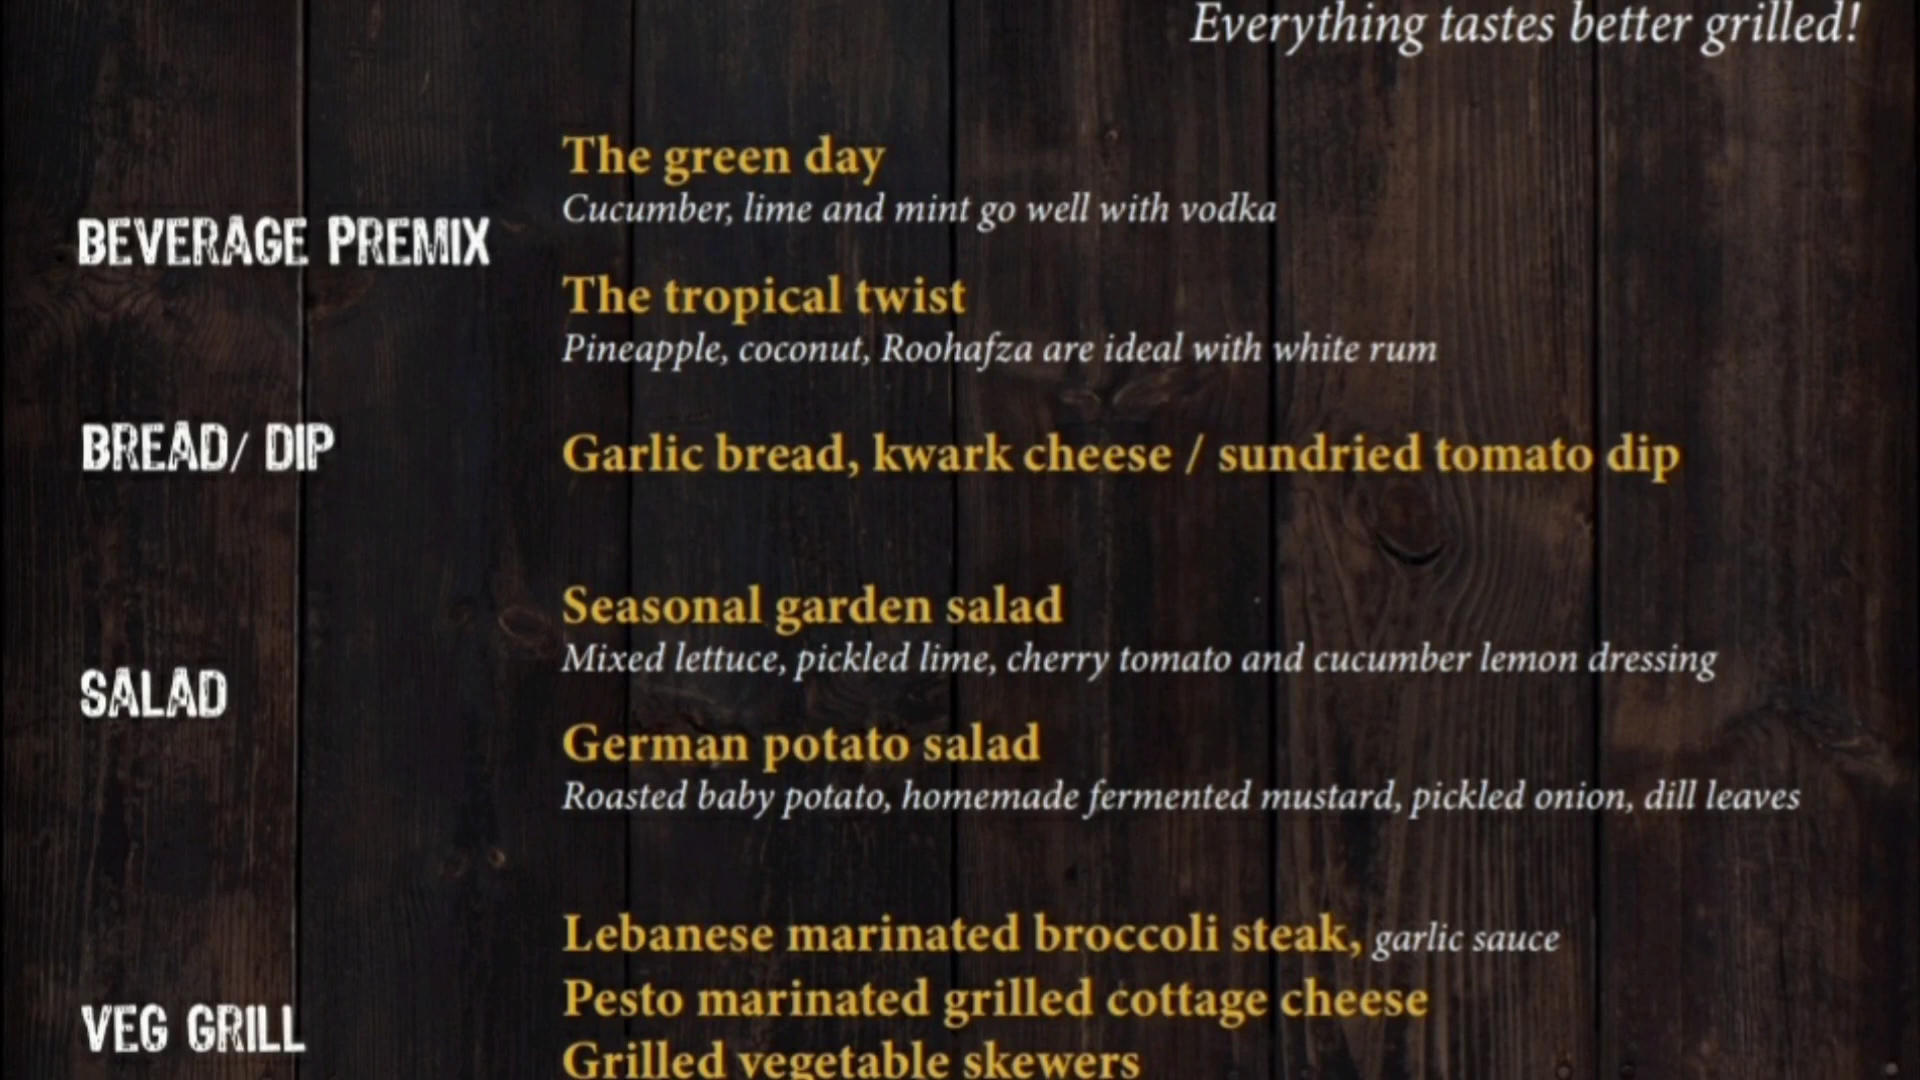 Everything tastes better grilled!
The green day
Cucumber, lime and mint go well with vodka
BEVERAGE PREMIX
The tropical twist
Pineapple, coconut, Roohafza are ideal with white rum
BREAD/ DIP
Garlic bread, kwark cheese / sundried tomato dip
Seasonal garden salad
Mixed lettuce, pickled lime, cherry tomato and cucumber lemon dressing
SALAD
German potato salad
Roasted baby potato, homemade fermented mustard, pickled onion, dill leaves
Lebanese marinated broccoli steak, garlic sauce
Pesto marinated grilled cottage cheese
VEG GRILL
Grilled vegetable skewers